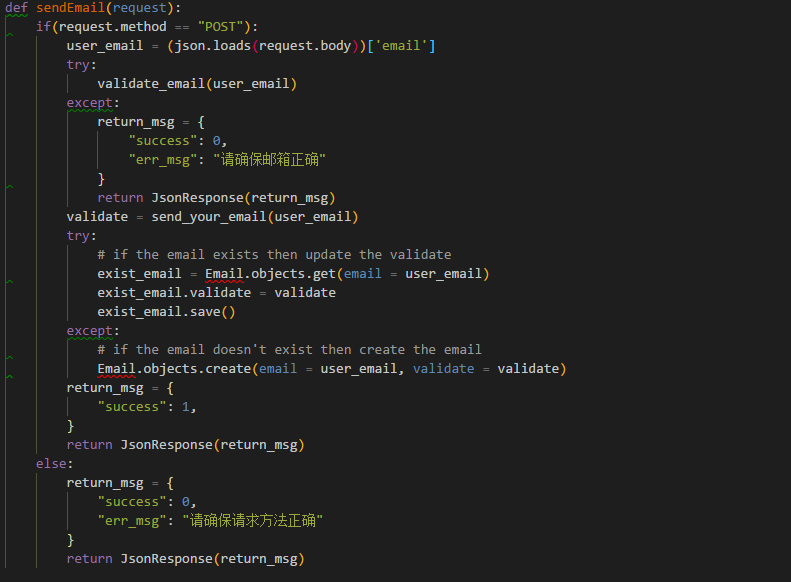 def sendEmail(request):
    if(request.method == "POST"):
        user_email = (json.loads(request.body))['email']
        try:
            validate_email(user_email)
        except:
            return_msg = {
                "success": 0,
                "err_msg": "请确保邮箱正确"
            }
            return JsonResponse(return_msg)
        validate = send_your_email(user_email)
        try:
            # if the email exists then update the validate
            exist_email = Email.objects.get(email = user_email)
            exist_email.validate = validate
            exist_email.save()
        except:
            # if the email doesn't exist then create the email
            Email.objects.create(email = user_email, validate = validate)
        return_msg = {
            "success": 1,
        }
        return JsonResponse(return_msg)
    else:
        return_msg = {
            "success": 0,
            "err_msg": "请确保请求方法正确"
        }
        return JsonResponse(return_msg)